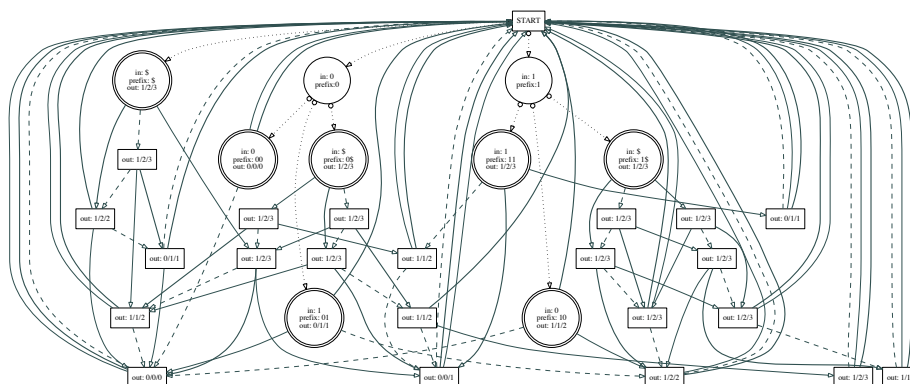 START
in: $
prefix: $
out: 1/2/3
in: 0
prefix:0
in: 1
prefix:1
in: 0
prefix: 00
out: 0/0/0
in: $
prefix: 0$
out: 1/2/3
in: 1
prefix: 11
out: 1/2/3
in: $
prefix: 1$
out: 1/2/3
out: 1/2/3
out: 1/2/2
out: 1/2/3
out: 1/2/3
out: 1/2/3
out: 1/2/3
out: 0/1/1
out: 0/1/1
out: 1/2/3
out: 1/2/3
out: 1/1/2
out: 1/2/3
out: 1/2/3
out: 1/1/2
in: 1
prefix: 01
out: 0/1/1
out: 1/1/2
in: 0
prefix: 10
out: 1/1/2
out: 1/2/3
out: 1/2/3
out: 0/0/0
out: 0/0/1
out: 1/2/2
out: 1/2/3